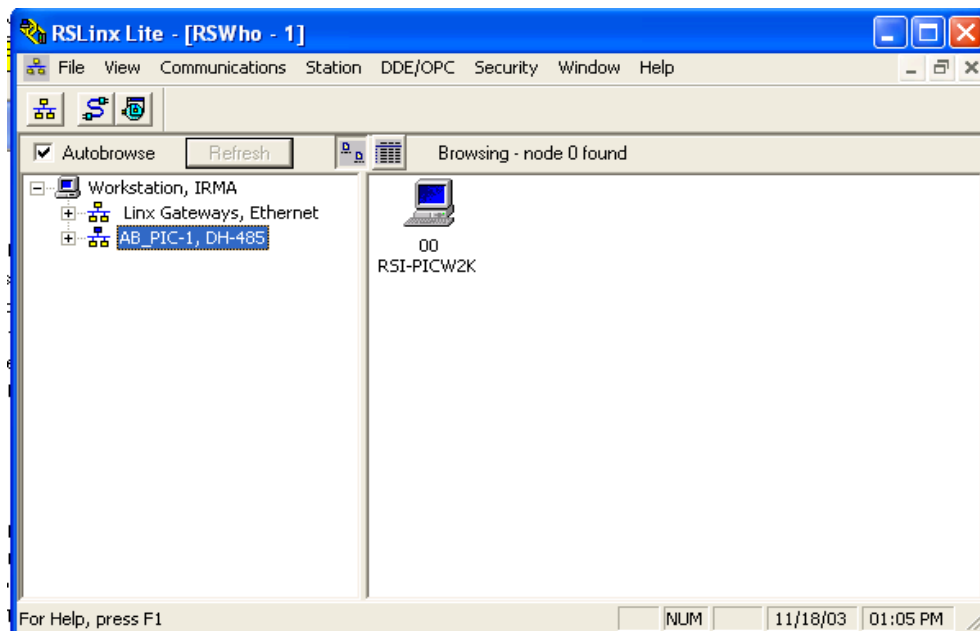 RSLinx Lite - [RSWho - 1]
File View Communications Station DDE/OPC Security Window Help
Autobrowse Refresh Browsing - node 0 found
Workstation, IRMA
Linx Gateways, Ethernet
AB_PIC-1, DH-485
00
RSI-PICW2K
For Help, press F1 NUM 11/18/03 01:05 PM